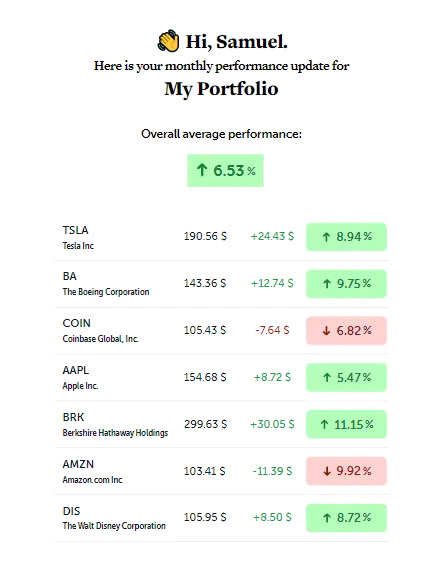 👋 Hi, Samuel.
Here is your monthly performance update for
My Portfolio
Overall average performance:
↑ 6.53 %
TSLA
Tesla Inc
190.56 $ +24.43 $ ↑ 8.94 %
BA
The Boeing Corporation
143.36 $ +12.74 $ ↑ 9.75 %
COIN
Coinbase Global, Inc.
105.43 $ -7.64 $ ↓ 6.82 %
AAPL
Apple Inc.
154.68 $ +8.72 $ ↑ 5.47 %
BRK
Berkshire Hathaway Holdings
299.63 $ +30.05 $ ↑ 11.15 %
AMZN
Amazon.com Inc
103.41 $ -11.39 $ ↓ 9.92 %
DIS
The Walt Disney Corporation
105.95 $ +8.50 $ ↑ 8.72 %